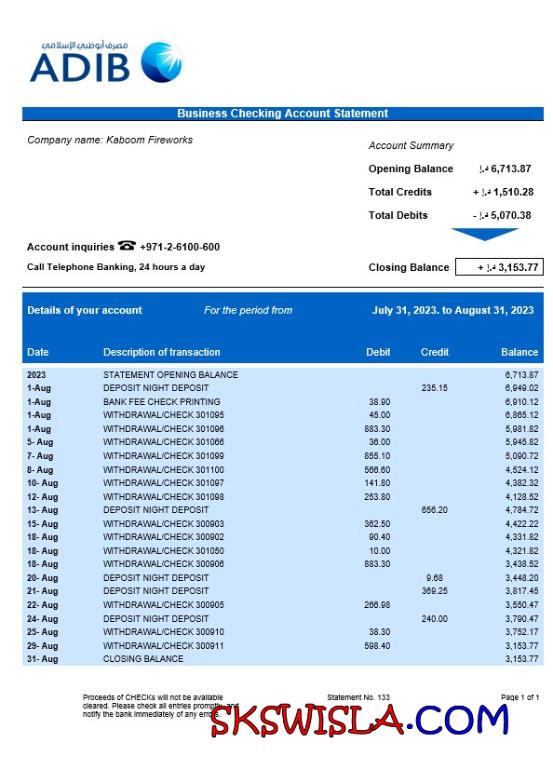 مصرف أبوظبي الإسلامي
ADIB
Business Checking Account Statement
Company name: Kaboom Fireworks
Account Summary
Opening Balance د.إ 6,713.87
Total Credits + د.إ 1,510.28
Total Debits - د.إ 5,070.38
Account inquiries ☎ +971-2-6100-600
Call Telephone Banking, 24 hours a day
Closing Balance + د.إ 3,153.77
Details of your account For the period from July 31, 2023. to August 31, 2023
Date Description of transaction Debit Credit Balance
2023 STATEMENT OPENING BALANCE 6,713.87
1-Aug DEPOSIT NIGHT DEPOSIT 235.15 6,949.02
1-Aug BANK FEE CHECK PRINTING 38.90 6,910.12
1-Aug WITHDRAWAL/CHECK 301095 45.00 6,865.12
1-Aug WITHDRAWAL/CHECK 301096 883.30 5,981.82
5- Aug WITHDRAWAL/CHECK 301066 36.00 5,945.82
7- Aug WITHDRAWAL/CHECK 301099 855.10 5,090.72
8- Aug WITHDRAWAL/CHECK 301100 566.60 4,524.12
10- Aug WITHDRAWAL/CHECK 301097 141.80 4,382.32
12- Aug WITHDRAWAL/CHECK 301098 253.80 4,128.52
13- Aug DEPOSIT NIGHT DEPOSIT 656.20 4,784.72
15- Aug WITHDRAWAL/CHECK 300903 362.50 4,422.22
18- Aug WITHDRAWAL/CHECK 300902 90.40 4,331.82
18- Aug WITHDRAWAL/CHECK 301050 10.00 4,321.82
18- Aug WITHDRAWAL/CHECK 300906 883.30 3,438.52
20- Aug DEPOSIT NIGHT DEPOSIT 9.68 3,448.20
21- Aug DEPOSIT NIGHT DEPOSIT 369.25 3,817.45
22- Aug WITHDRAWAL/CHECK 300905 266.98 3,550.47
24- Aug DEPOSIT NIGHT DEPOSIT 240.00 3,790.47
25- Aug WITHDRAWAL/CHECK 300910 38.30 3,752.17
29- Aug WITHDRAWAL/CHECK 300911 598.40 3,153.77
31- Aug CLOSING BALANCE 3,153.77
Proceeds of CHECKs will not be available Statement No. 133 Page 1 of 1
cleared. Please check all entries promptly and
notify the bank immediately of any errors.
SKSWISLA.COM